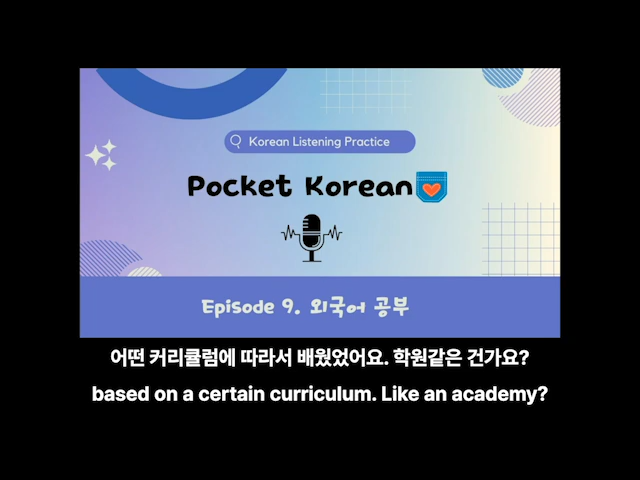 Korean Listening Practice
Pocket Korean
Episode 9. 외국어 공부
어떤 커리큘럼에 따라서 배웠었어요. 학원같은 건가요?
based on a certain curriculum. Like an academy?